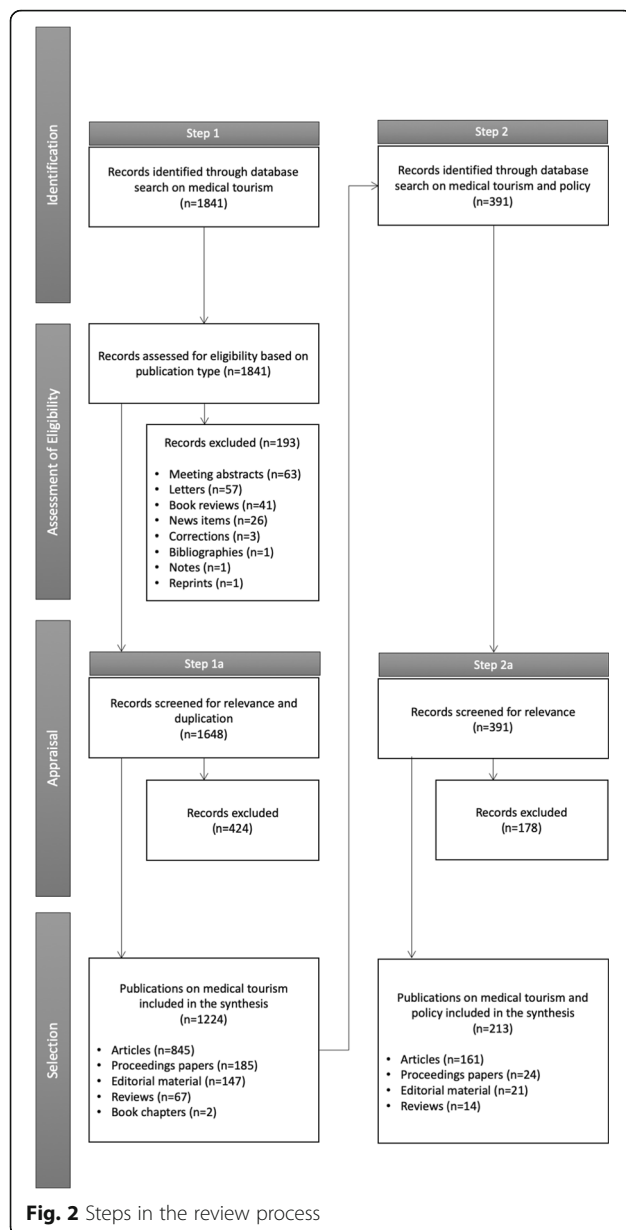 Identification
Step 1
Records identified through database
search on medical tourism
(n=1841)
Step 2
Records identified through database
search on medical tourism and policy
(n=391)
Assessment of Eligibility
Records assessed for eligibility based on
publication type (n=1841)
Records excluded (n=193)
• Meeting abstracts (n=63)
• Letters (n=57)
• Book reviews (n=41)
• News items (n=26)
• Corrections (n=3)
• Bibliographies (n=1)
• Notes (n=1)
• Reprints (n=1)
Appraisal
Step 1a
Records screened for relevance and
duplication
(n=1648)
Records excluded
(n=424)
Step 2a
Records screened for relevance
(n=391)
Records excluded
(n=178)
Selection
Publications on medical tourism
included in the synthesis
(n=1224)
• Articles (n=845)
• Proceedings papers (n=185)
• Editorial material (n=147)
• Reviews (n=67)
• Book chapters (n=2)
Publications on medical tourism and
policy included in the synthesis
(n=213)
• Articles (n=161)
• Proceedings papers (n=24)
• Editorial material (n=21)
• Reviews (n=14)
Fig. 2 Steps in the review process